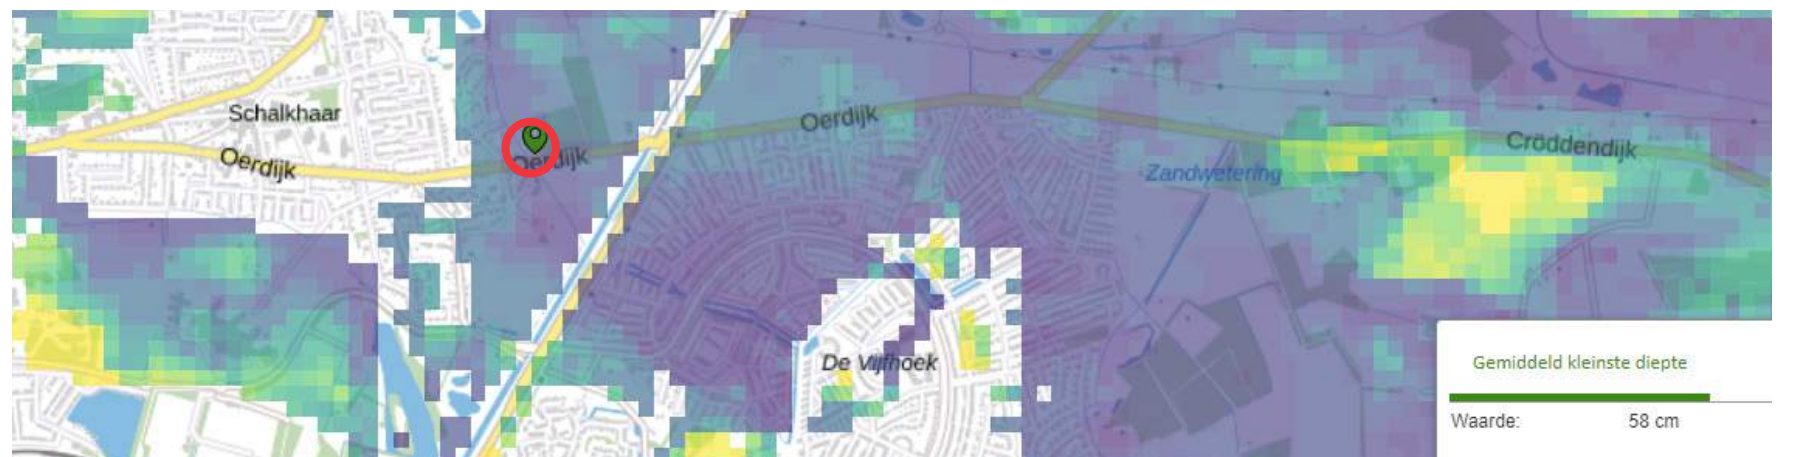 Schalkhaar
Oerdijk
Oerdijk
Oerdijk
Cröddendijk
Zandwetering
De Vijfhoek
Gemiddeld kleinste diepte
Waarde: 58 cm